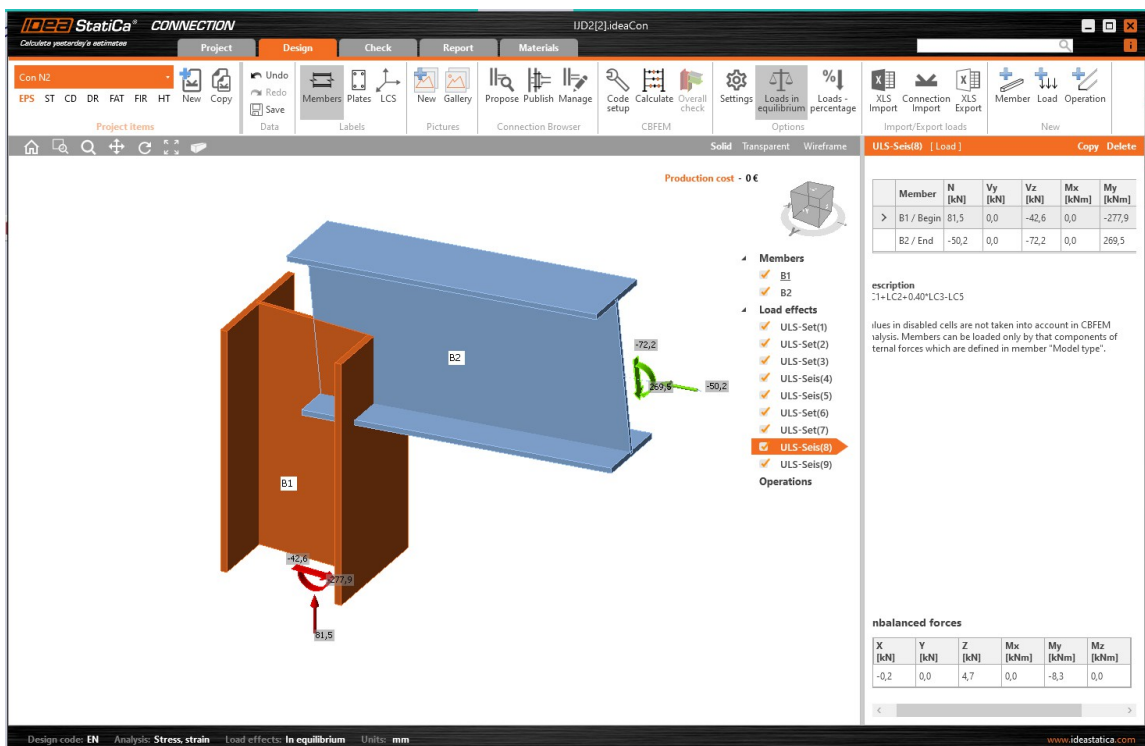 IDEA StatiCa® CONNECTION
IJD2[2].ideaCon
Calculate yesterday's estimates
Project Design Check Report Materials
Con N2
EPS ST CD DR FAT FIR HT
New Copy
Undo
Redo
Save
Members Plates LCS
New Gallery
Propose Publish Manage
Code setup Calculate Overall check
Settings Loads in equilibrium Loads - percentage
XLS Import Connection Import XLS Export
Member Load Operation
Project items Data Labels Pictures Connection Browser CBFEM Options Import/Export loads New
Solid Transparent Wireframe
ULS-Seis(8) [Load] Copy Delete
Production cost - 0 €
Member N [kN] Vy [kN] Vz [kN] Mx [kNm] My [kNm]
> B1 / Begin 81,5 0,0 -42,6 0,0 -277,9
B2 / End -50,2 0,0 -72,2 0,0 269,5
Members
B1
B2
Load effects
ULS-Set(1)
ULS-Set(2)
ULS-Set(3)
ULS-Seis(4)
ULS-Seis(5)
ULS-Set(6)
ULS-Set(7)
ULS-Seis(8)
ULS-Seis(9)
Operations
escription
C1+LC2+0.40*LC3-LC5
lues in disabled cells are not taken into account in CBFEM
nalysis. Members can be loaded only by that components of
ternal forces which are defined in member "Model type".
B2
-72,2
269,5
-50,2
B1
-42,6
-277,9
81,5
nbalanced forces
X [kN] Y [kN] Z [kN] Mx [kNm] My [kNm] Mz [kNm]
-0,2 0,0 4,7 0,0 -8,3 0,0
Design code: EN Analysis: Stress, strain Load effects: In equilibrium Units: mm
www.ideastatica.com